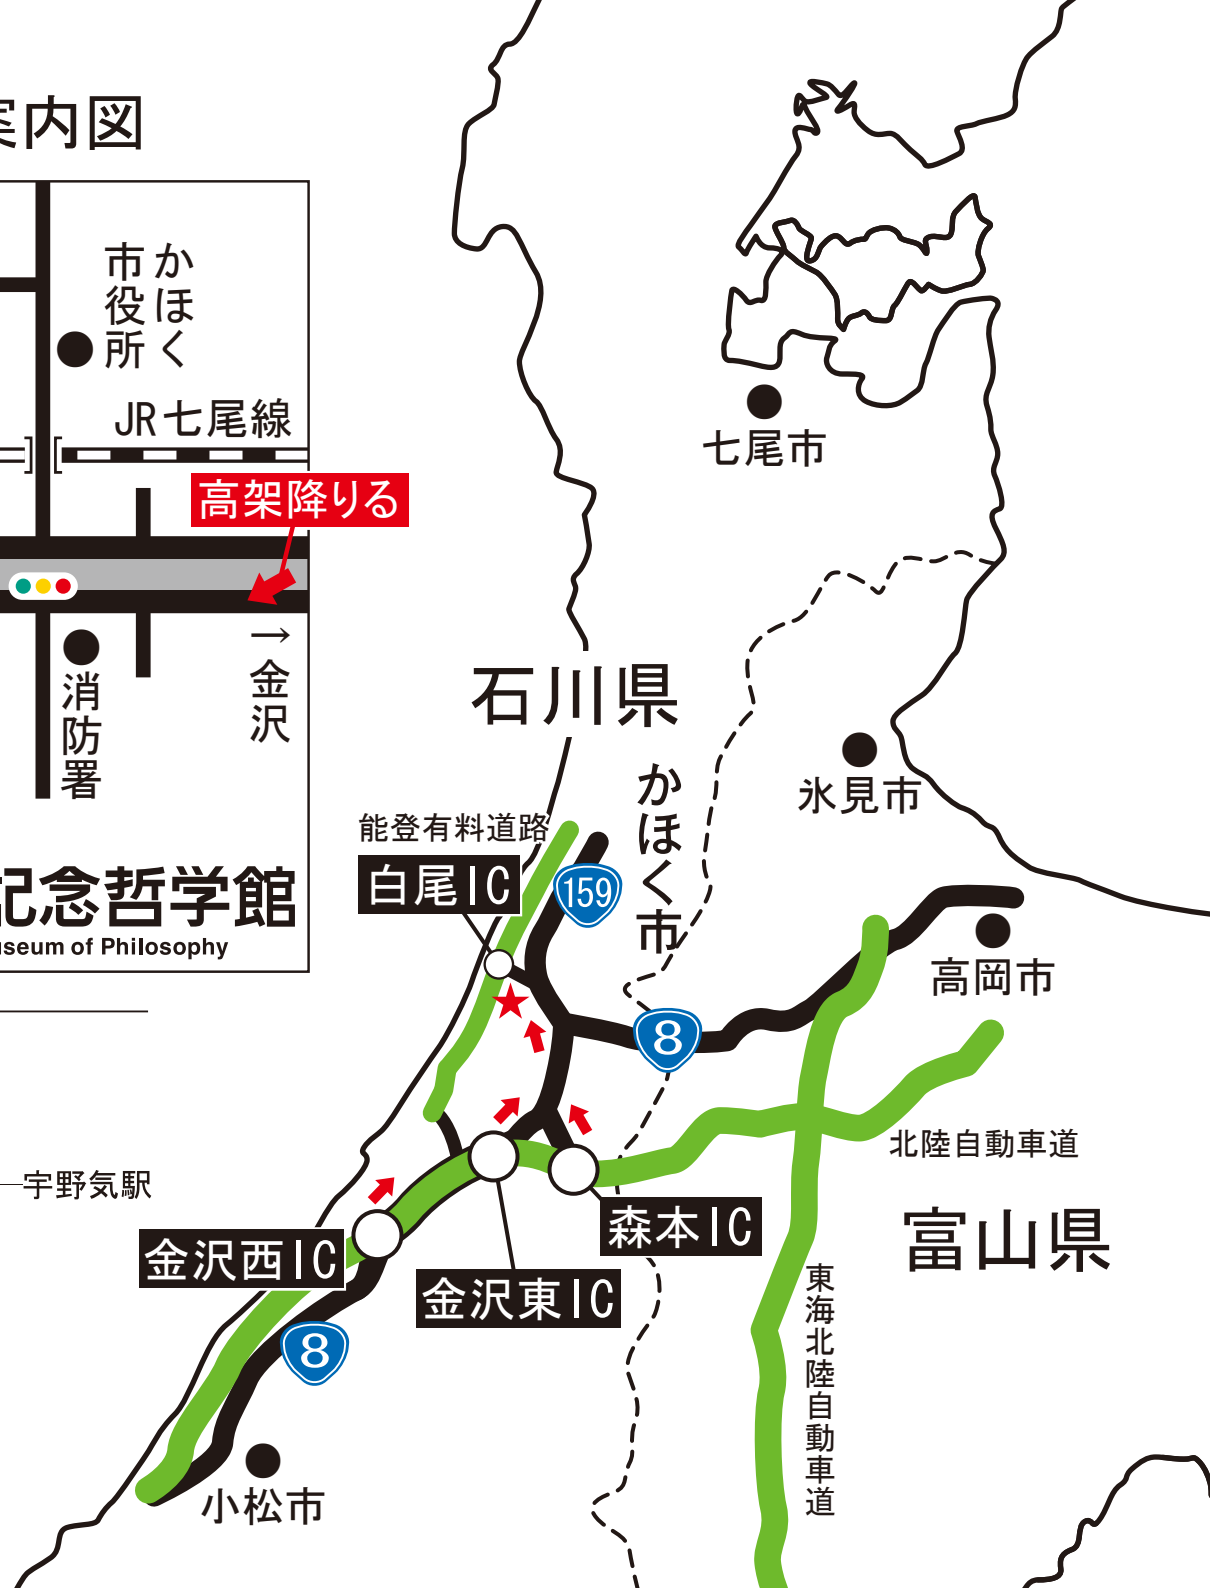 案内図
かほく
市役所
JR七尾線
高架降りる
→金沢
消防署
記念哲学館
Museum of Philosophy
宇野気駅
七尾市
石川県
氷見市
かほく市
能登有料道路
白尾IC
159
高岡市
8
北陸自動車道
森本IC
富山県
金沢西IC
金沢東IC
東海北陸自動車道
8
小松市